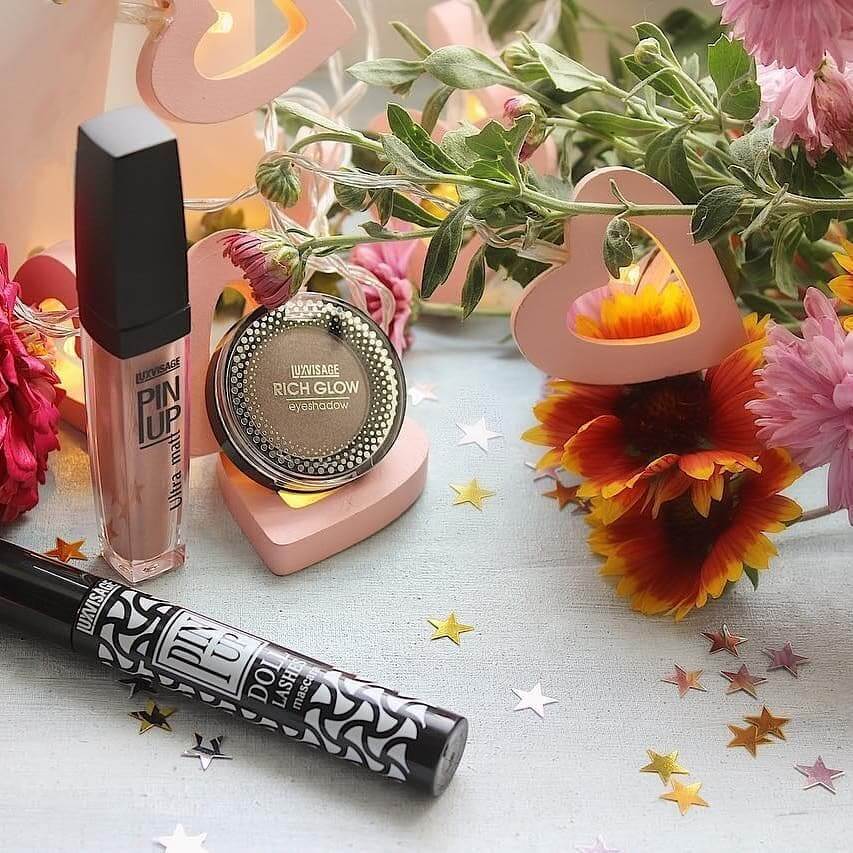 LUXVISAGE
PIN
UP
Ultra matt
LUXVISAGE
RICH GLOW
eyeshadow
LUXVISAGE
PIN
UP
DOLL
LASHES
mascara